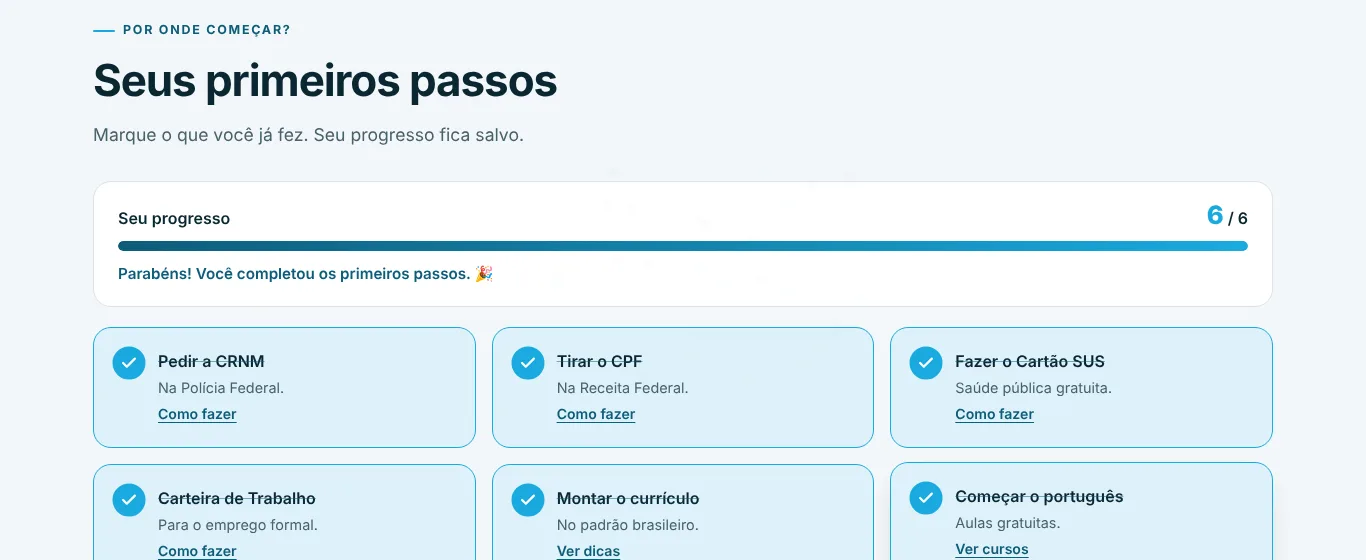 POR ONDE COMEÇAR?
Seus primeiros passos
Marque o que você já fez. Seu progresso fica salvo.
Seu progresso
6 / 6
Parabéns! Você completou os primeiros passos. 🎉
Pedir a CRNM
Na Polícia Federal.
Como fazer
Tirar o CPF
Na Receita Federal.
Como fazer
Fazer o Cartão SUS
Saúde pública gratuita.
Como fazer
Carteira de Trabalho
Para o emprego formal.
Como fazer
Montar o currículo
No padrão brasileiro.
Ver dicas
Começar o português
Aulas gratuitas.
Ver cursos